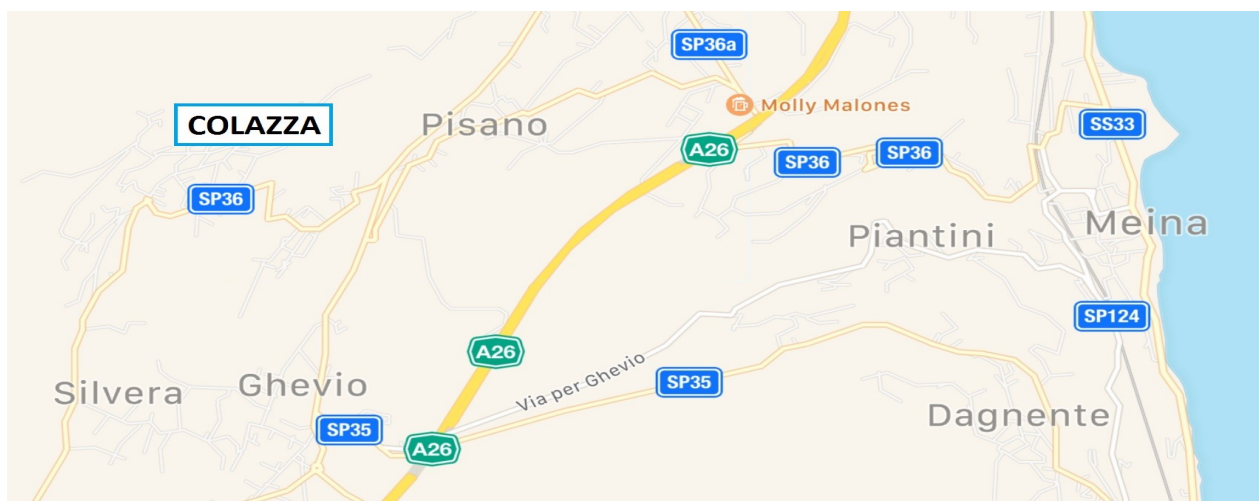 SP36a
Molly Malones
COLAZZA
Pisano
SS33
A26
SP36
SP36
SP36
Meina
Piantini
SP124
A26
Via per Ghevio
SP35
Silvera
Ghevio
Dagnente
SP35
A26